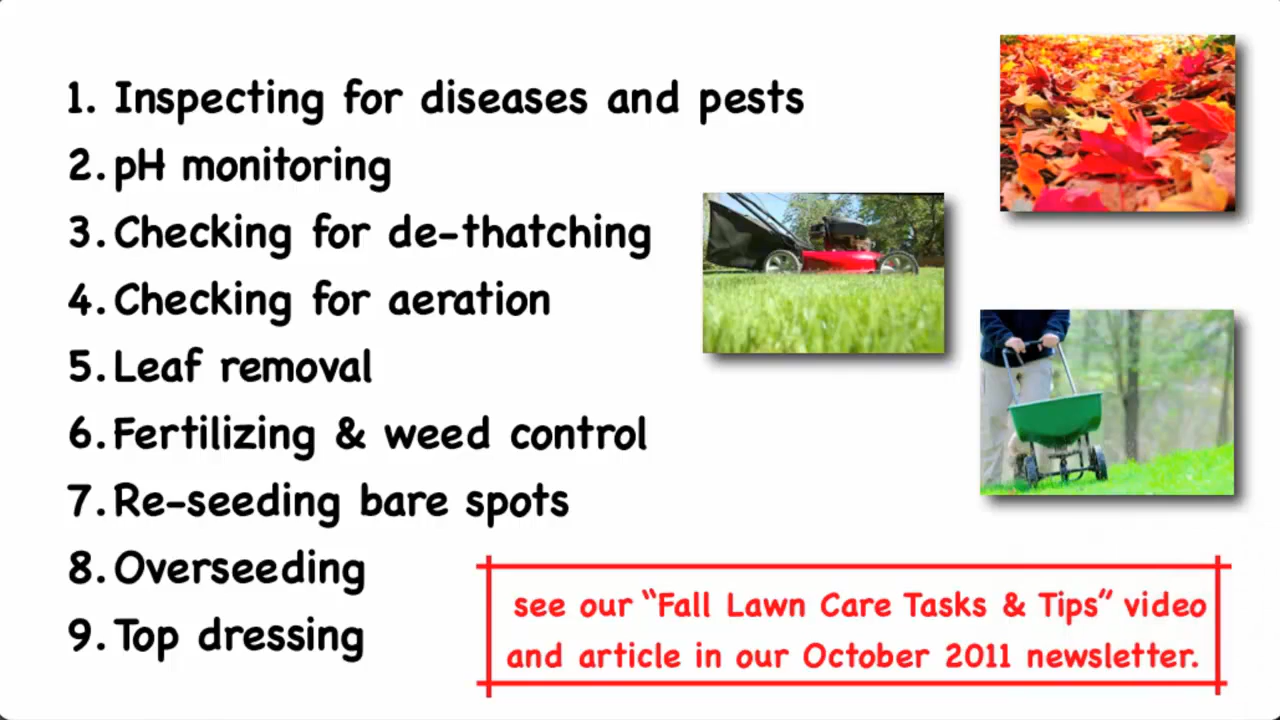 1. Inspecting for diseases and pests
2. pH monitoring
3. Checking for de-thatching
4. Checking for aeration
5. Leaf removal
6. Fertilizing & weed control
7. Re-seeding bare spots
8. Overseeding
9. Top dressing
see our “Fall Lawn Care Tasks & Tips” video
and article in our October 2011 newsletter.